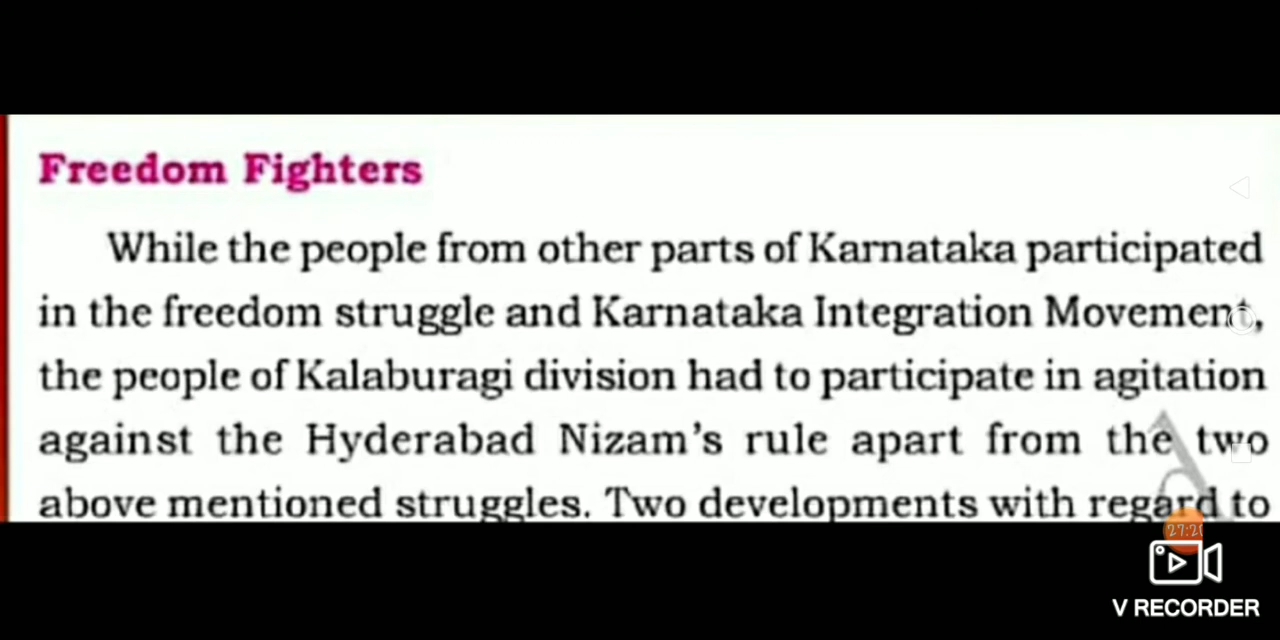 Freedom Fighters
While the people from other parts of Karnataka participated
in the freedom struggle and Karnataka Integration Movement,
the people of Kalaburagi division had to participate in agitation
against the Hyderabad Nizam's rule apart from the two
above mentioned struggles. Two developments with regard to
V RECORDER